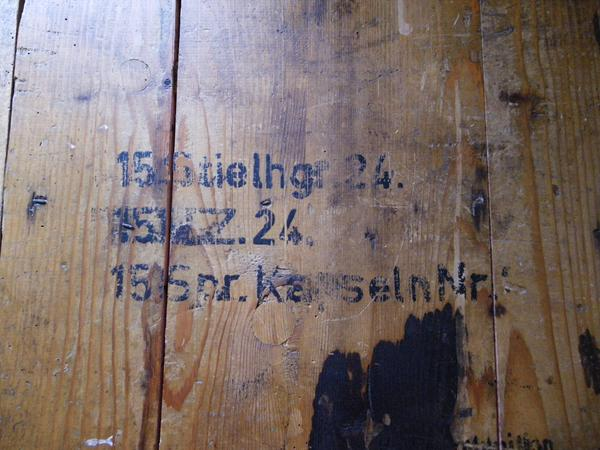 15 Stielhgr 24.
15 BZ. 24.
15 Spr. Kapseln Nr.